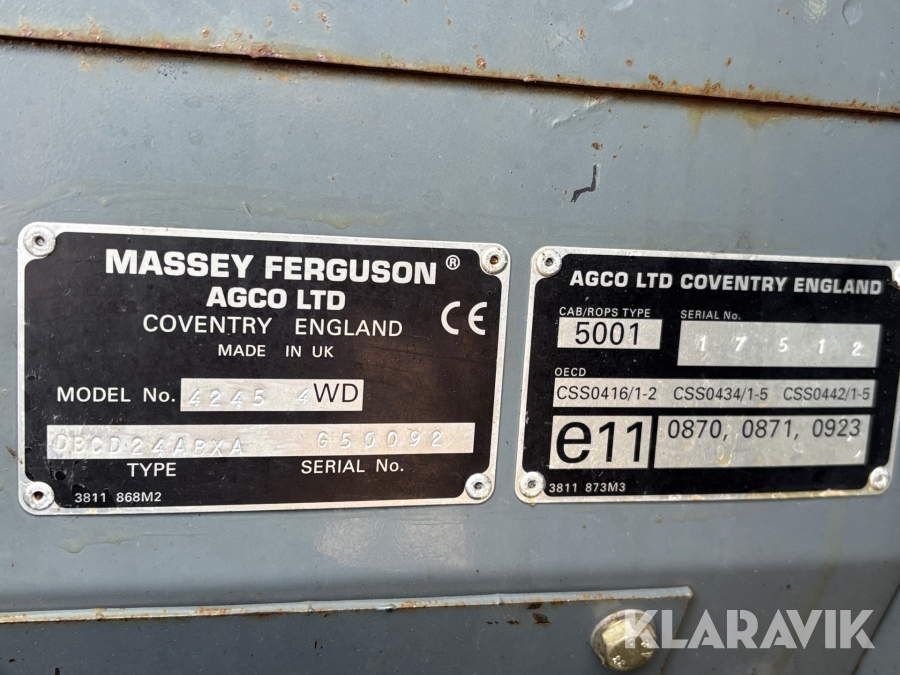 MASSEY FERGUSON ®
AGCO LTD
COVENTRY ENGLAND
MADE IN UK
CE
MODEL No. 4245 4WD
DBCD24ABXA G50092
TYPE SERIAL No.
3811 868M2
AGCO LTD COVENTRY ENGLAND
CAB/ROPS TYPE SERIAL No.
5001 17512
OECD
CSS0416/1-2 CSS0434/1-5 CSS0442/1-5
e11 0870, 0871, 0923
3811 873M3
KLARAVIK